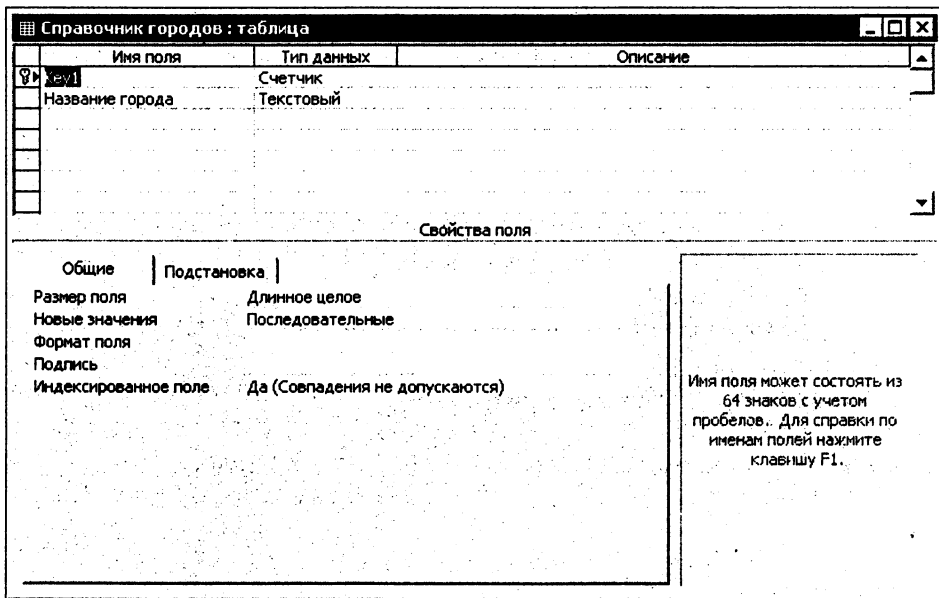 Справочник городов : таблица
Имя поля Тип данных Описание
Key1 Счетчик
Название города Текстовый
Свойства поля
Общие Подстановка
Размер поля Длинное целое
Новые значения Последовательные
Формат поля
Подпись
Индексированное поле Да (Совпадения не допускаются)
Имя поля может состоять из
64 знаков с учетом
пробелов. Для справки по
именам полей нажмите
клавишу F1.